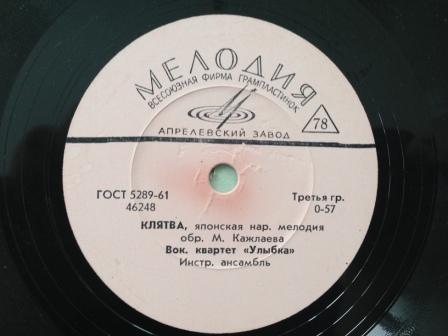 МЕЛОДИЯ
ВСЕСОЮЗНАЯ ФИРМА ГРАМПЛАСТИНОК
78
АПРЕЛЕВСКИЙ ЗАВОД
ГОСТ 5289-61 Третья гр.
46248 0-57
КЛЯТВА, японская нар. мелодия
обр. М. Кажлаева
Вок. квартет «Улыбка»
Инстр. ансамбль